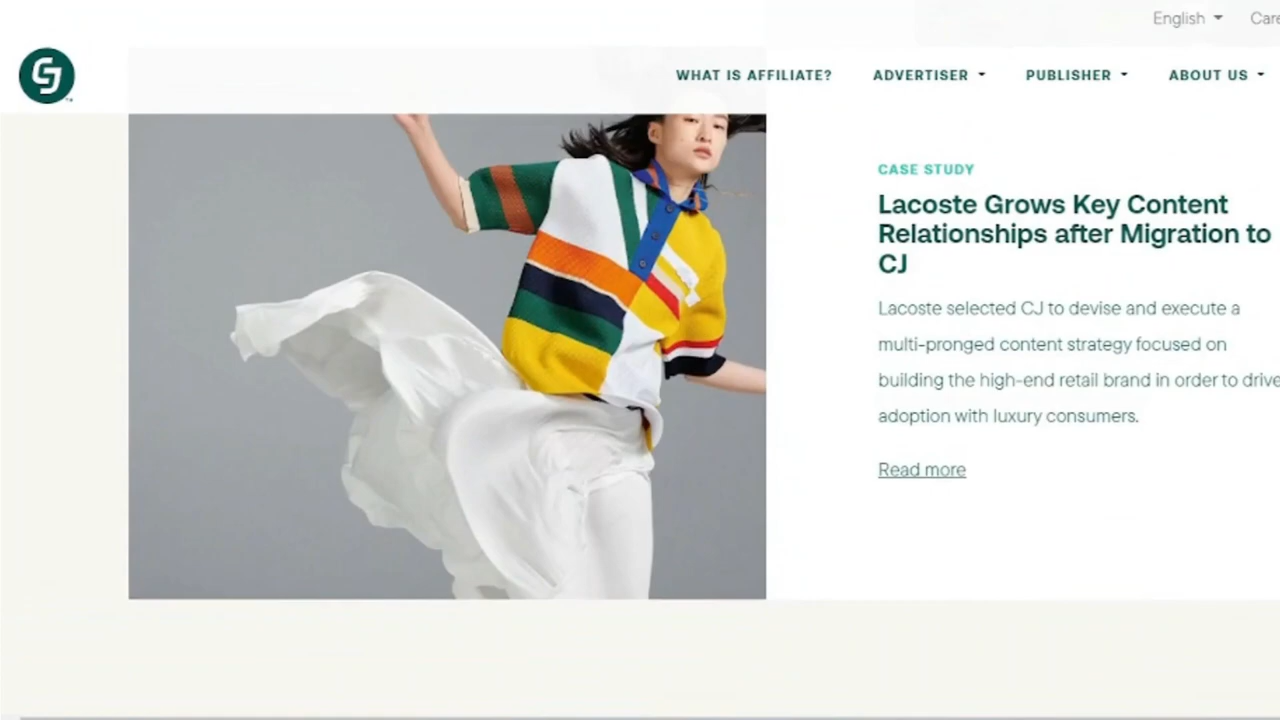 English
CJ
WHAT IS AFFILIATE? ADVERTISER PUBLISHER ABOUT US
CASE STUDY
Lacoste Grows Key Content
Relationships after Migration to
CJ
Lacoste selected CJ to devise and execute a
multi-pronged content strategy focused on
building the high-end retail brand in order to drive
adoption with luxury consumers.
Read more